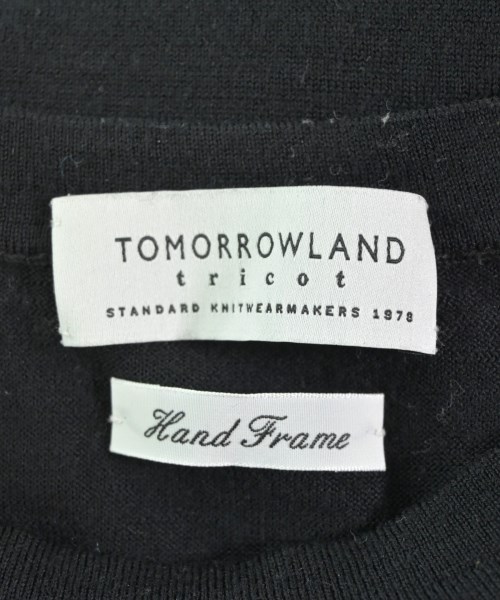 TOMORROWLAND
tricot
STANDARD KNITWEARMAKERS 1978
Hand Frame